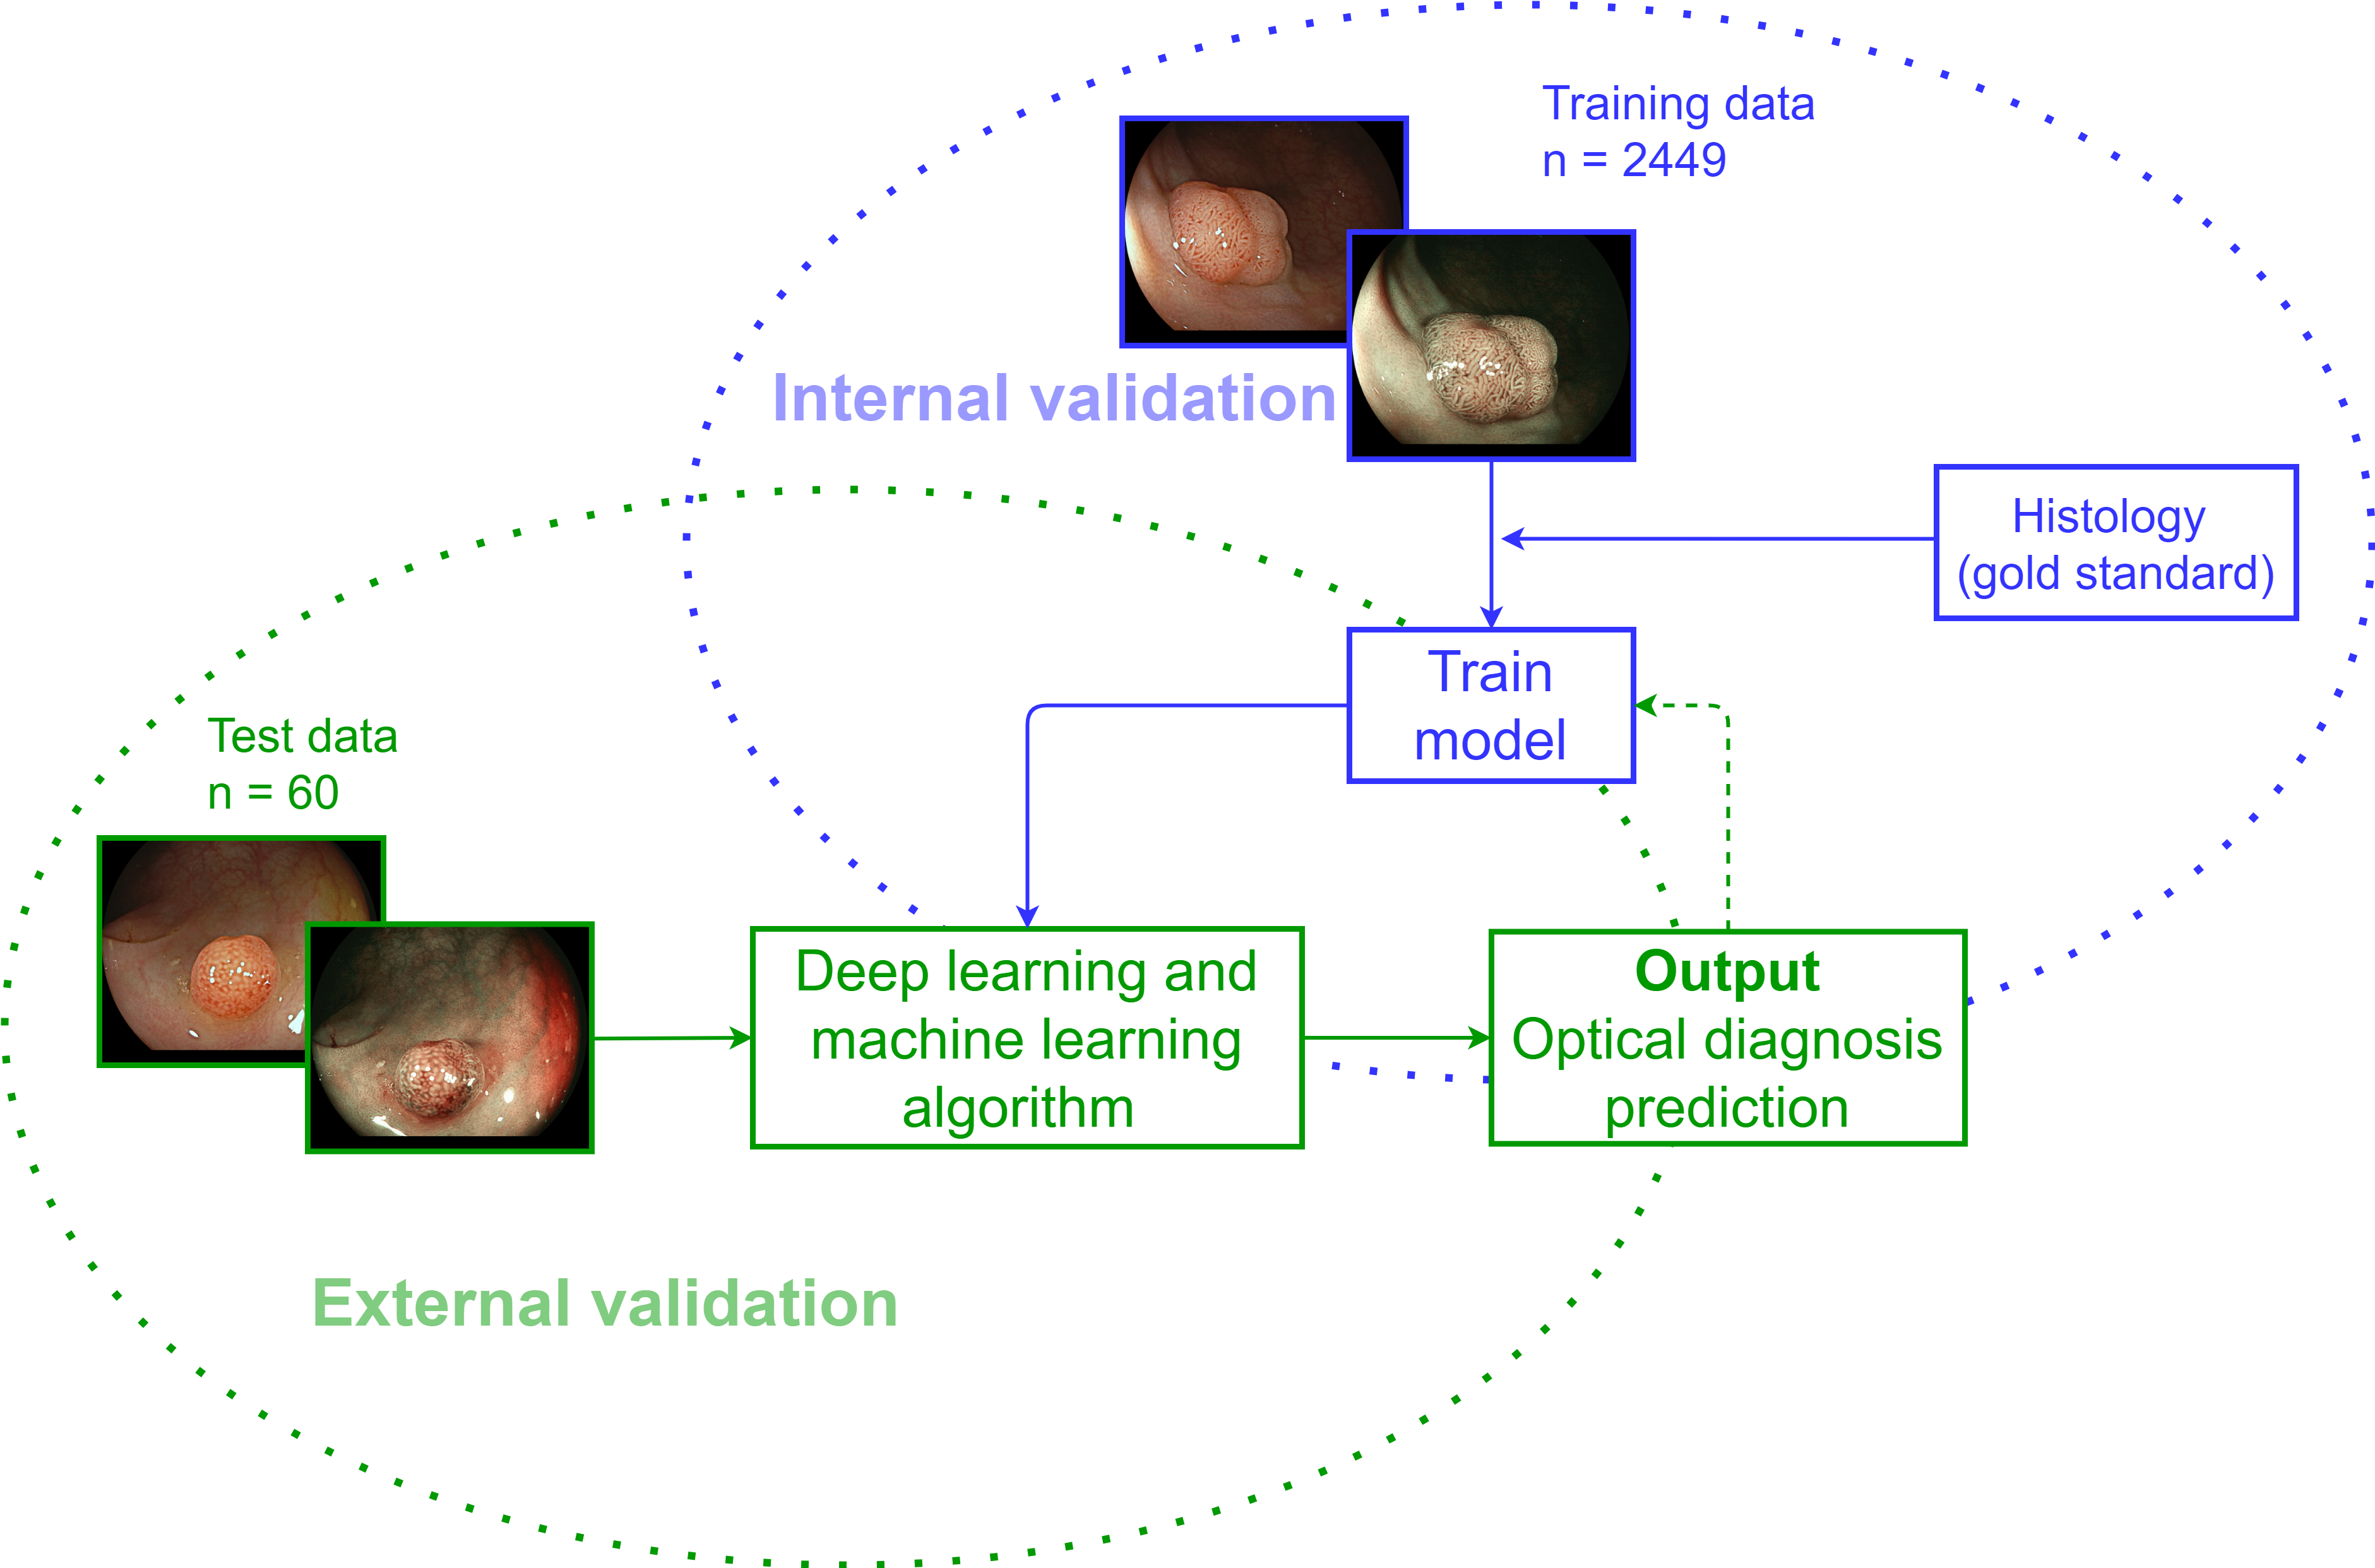 Training data
n = 2449
Internal validation
Histology
(gold standard)
Train
model
Test data
n = 60
Deep learning and
machine learning
algorithm
Output
Optical diagnosis
prediction
External validation